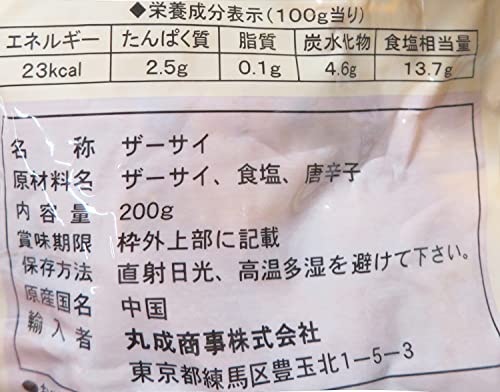 ◆栄養成分表示(100g当り)
エネルギー たんぱく質 脂質 炭水化物 食塩相当量
23kcal 2.5g 0.1g 4.6g 13.7g
名称 ザーサイ
原材料名 ザーサイ、食塩、唐辛子
内容量 200g
賞味期限 枠外上部に記載
保存方法 直射日光、高温多湿を避けて下さい。
原産国名 中国
輸入者 丸成商事株式会社
東京都練馬区豊玉北1-5-3